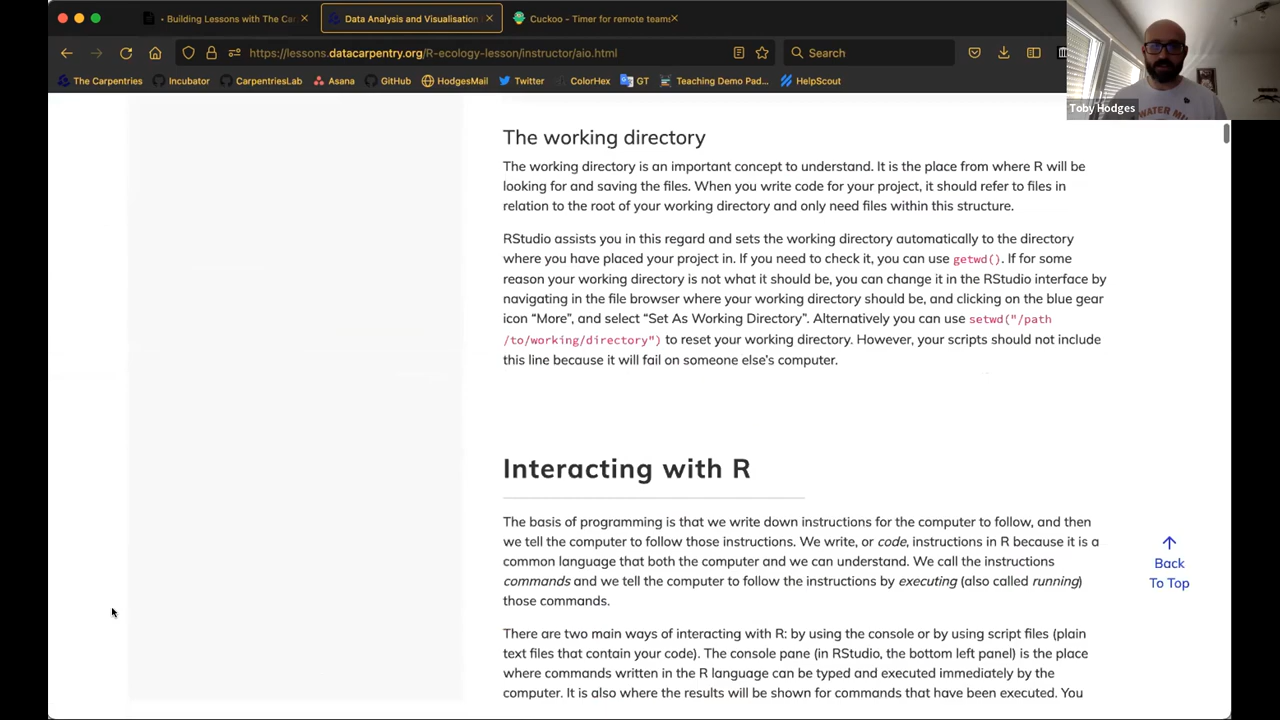 · Building Lessons with The Car
Data Analysis and Visualisation
Cuckoo - Timer for remote teams
https://lessons.datacarpentry.org/R-ecology-lesson/instructor/aio.html
Search
The Carpentries
Incubator
CarpentriesLab
Asana
GitHub
HodgesMail
Twitter
ColorHex
GT
Teaching Demo Pad...
HelpScout
Toby Hodges
The working directory
The working directory is an important concept to understand. It is the place from where R will be
looking for and saving the files. When you write code for your project, it should refer to files in
relation to the root of your working directory and only need files within this structure.
RStudio assists you in this regard and sets the working directory automatically to the directory
where you have placed your project in. If you need to check it, you can use getwd(). If for some
reason your working directory is not what it should be, you can change it in the RStudio interface by
navigating in the file browser where your working directory should be, and clicking on the blue gear
icon “More”, and select “Set As Working Directory”. Alternatively you can use setwd("/path
/to/working/directory") to reset your working directory. However, your scripts should not include
this line because it will fail on someone else’s computer.
Interacting with R
The basis of programming is that we write down instructions for the computer to follow, and then
we tell the computer to follow those instructions. We write, or code, instructions in R because it is a
common language that both the computer and we can understand. We call the instructions
commands and we tell the computer to follow the instructions by executing (also called running)
those commands.
There are two main ways of interacting with R: by using the console or by using script files (plain
text files that contain your code). The console pane (in RStudio, the bottom left panel) is the place
where commands written in the R language can be typed and executed immediately by the
computer. It is also where the results will be shown for commands that have been executed. You
Back
To Top